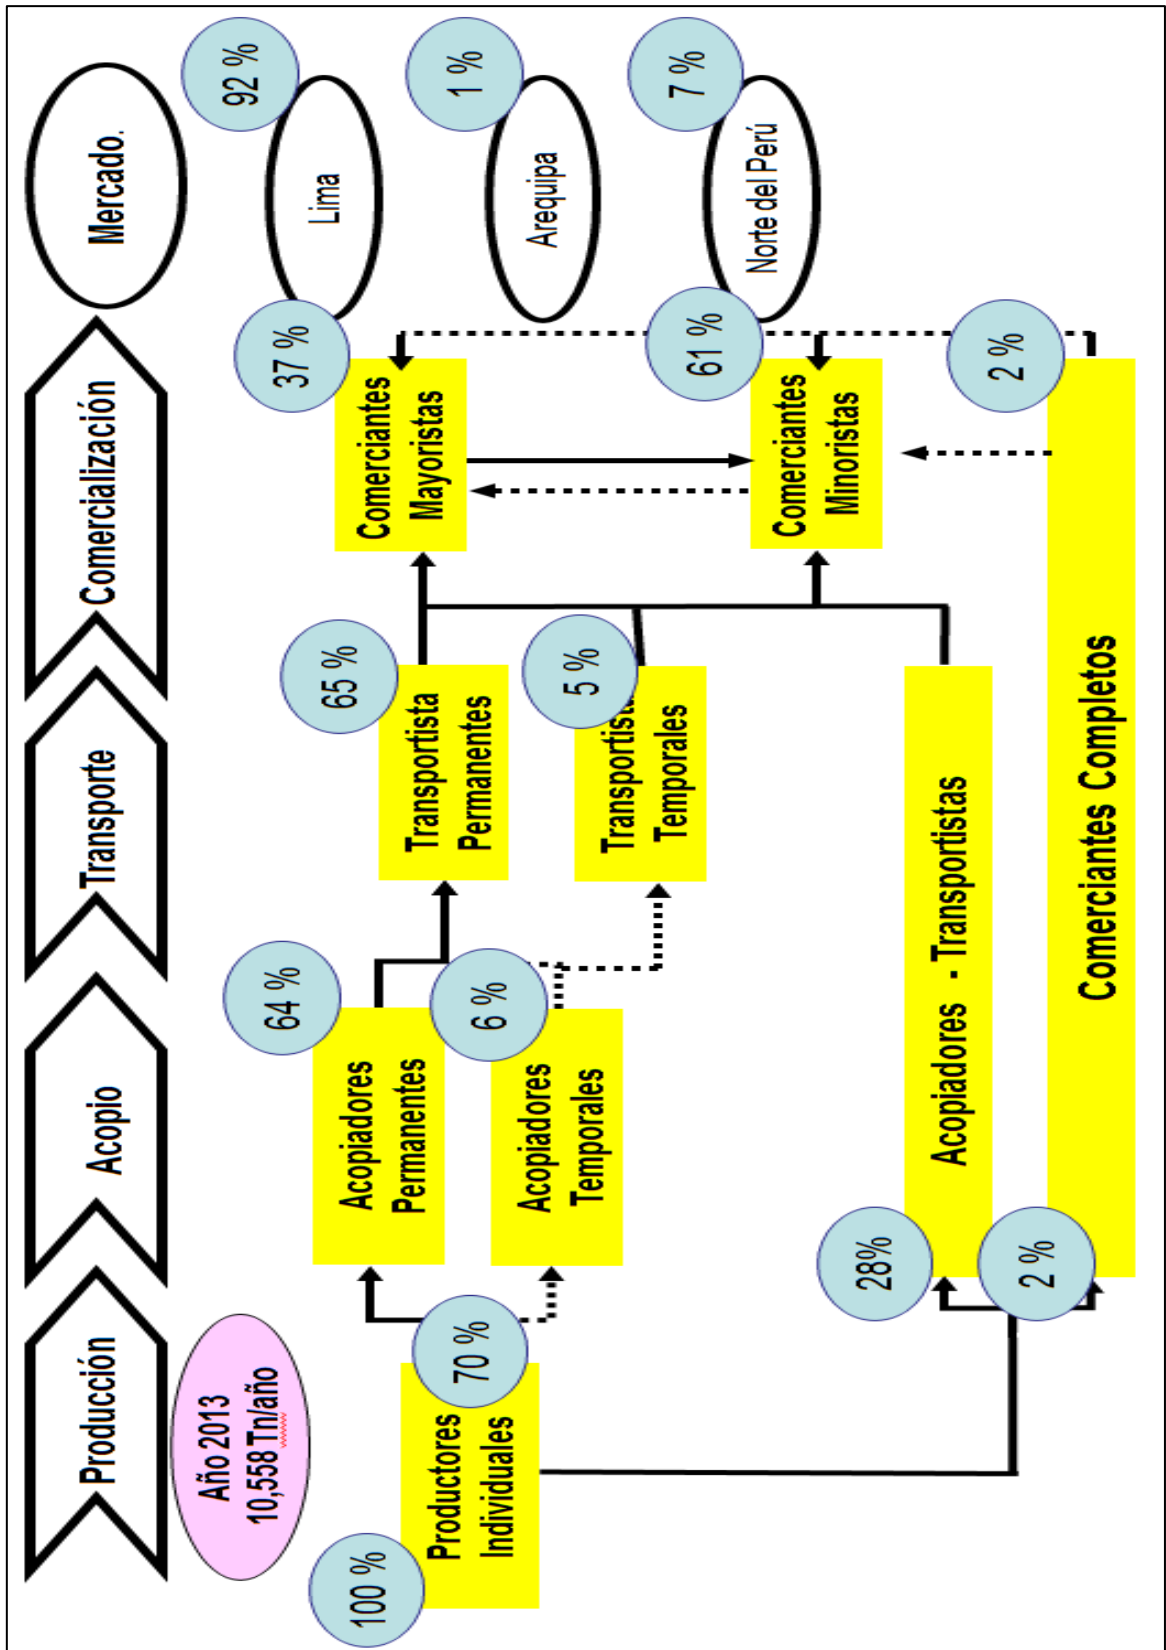 Producción
Acopio
Transporte
Comercialización
Mercado.
Año 2013
10,558 Tn/año
100 %
Productores
Individuales
70 %
Acopiadores
Permanentes
64 %
Acopiadores
Temporales
6 %
Transportista
Permanentes
65 %
Transportista
Temporales
5 %
28%
Acopiadores - Transportistas
2 %
Comerciantes Completos
2 %
Comerciantes
Mayoristas
37 %
Comerciantes
Minoristas
61 %
Lima
92 %
Arequipa
1 %
Norte del Perú
7 %